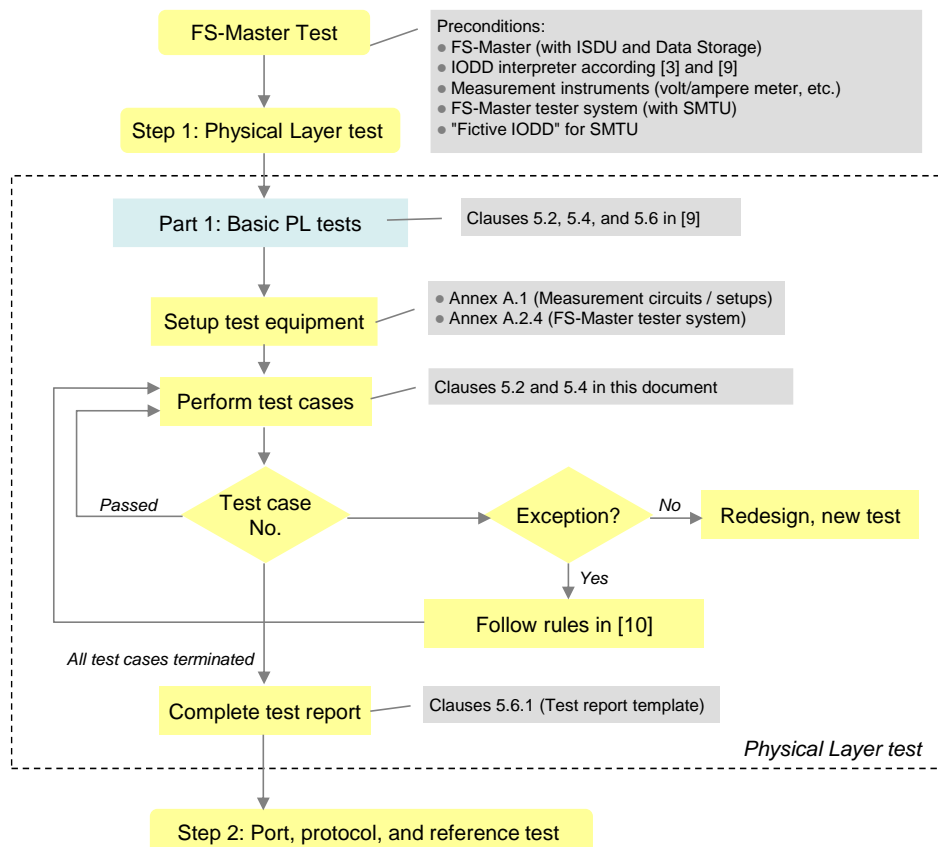 FS-Master Test
Preconditions:
● FS-Master (with ISDU and Data Storage)
● IODD interpreter according [3] and [9]
● Measurement instruments (volt/ampere meter, etc.)
● FS-Master tester system (with SMTU)
● "Fictive IODD" for SMTU
Step 1: Physical Layer test
Part 1: Basic PL tests
Clauses 5.2, 5.4, and 5.6 in [9]
Setup test equipment
● Annex A.1 (Measurement circuits / setups)
● Annex A.2.4 (FS-Master tester system)
Perform test cases
Clauses 5.2 and 5.4 in this document
Passed
Test case
No.
Exception?
No
Redesign, new test
Yes
Follow rules in [10]
All test cases terminated
Complete test report
Clauses 5.6.1 (Test report template)
Physical Layer test
Step 2: Port, protocol, and reference test